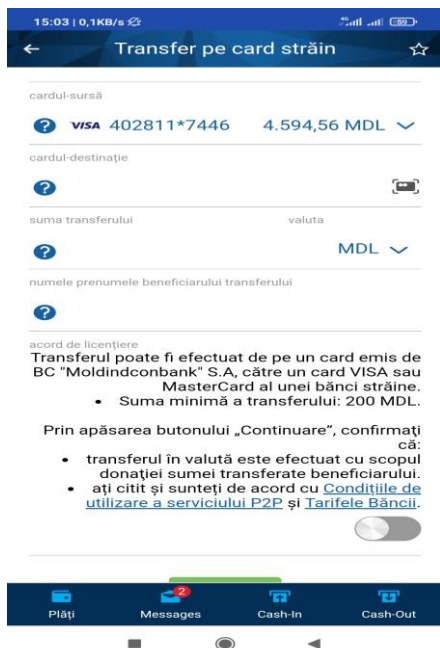 15:03 | 0,1KB/s
4G 59
Transfer pe card străin
cardul-sursă
VISA 402811*7446 4.594,56 MDL
cardul-destinație
suma transferului valuta
MDL
numele prenumele beneficiarului transferului
acord de licențiere
Transferul poate fi efectuat de pe un card emis de
BC "Moldindconbank" S.A, către un card VISA sau
MasterCard al unei bănci străine.
• Suma minimă a transferului: 200 MDL.
Prin apăsarea butonului „Continuare”, confirmaţi
că:
• transferul în valută este efectuat cu scopul
donaţiei sumei transferate beneficiarului.
• ați citit și sunteți de acord cu Condițiile de
utilizare a serviciului P2P și Tarifele Băncii.
2
Plăți Messages Cash-In Cash-Out